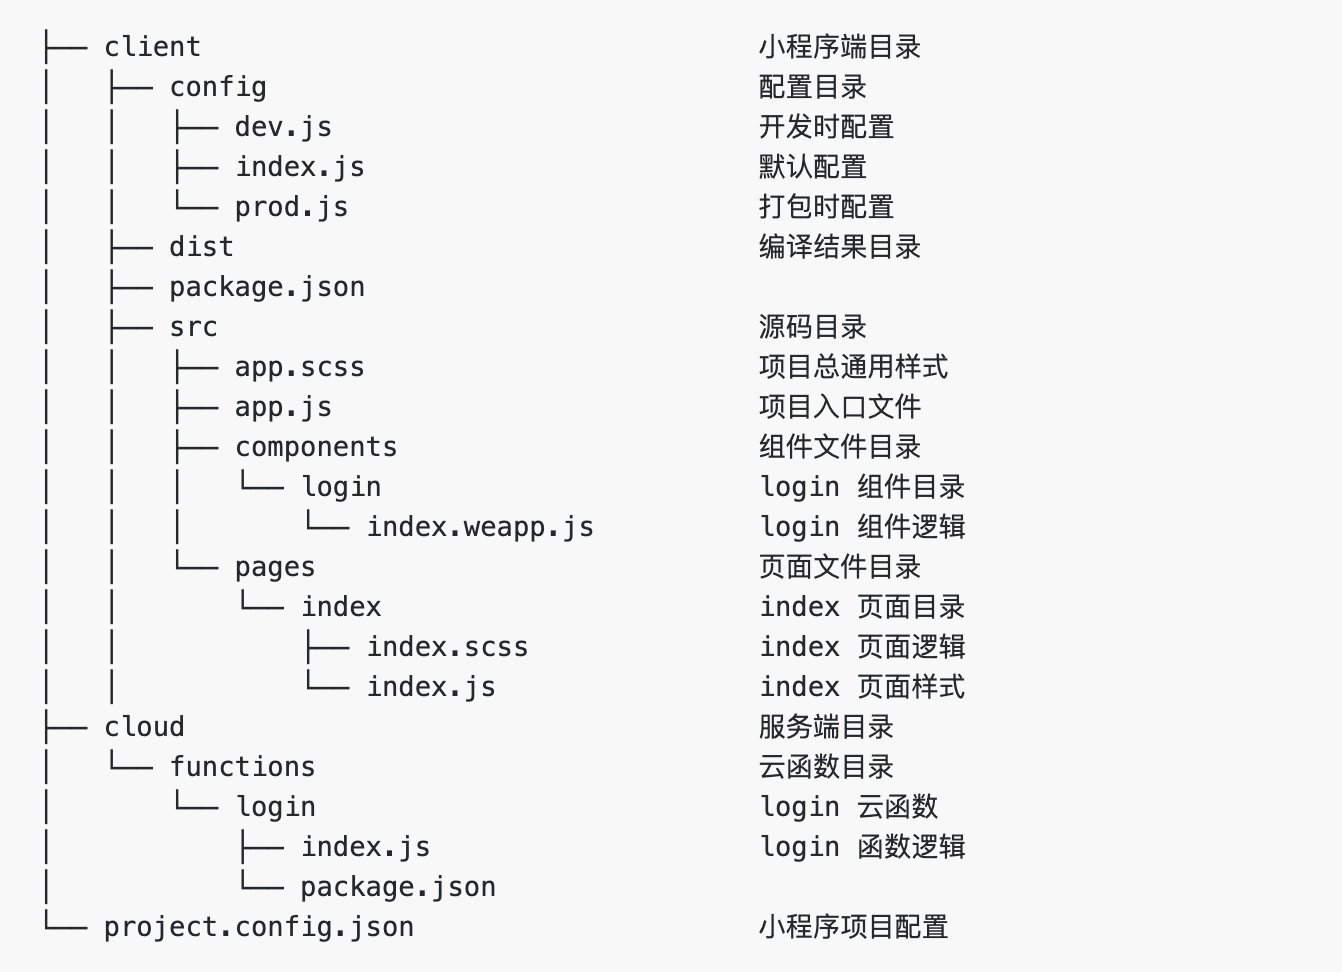 ├── client                                        小程序端目录
│   ├── config                                    配置目录
│   │   ├── dev.js                                开发时配置
│   │   ├── index.js                              默认配置
│   │   └── prod.js                               打包时配置
│   ├── dist                                      编译结果目录
│   ├── package.json
│   ├── src                                       源码目录
│   │   ├── app.scss                              项目总通用样式
│   │   ├── app.js                                项目入口文件
│   │   ├── components                            组件文件目录
│   │   │   └── login                             login 组件目录
│   │   │       └── index.weapp.js                login 组件逻辑
│   │   └── pages                                 页面文件目录
│   │       └── index                             index 页面目录
│   │           ├── index.scss                    index 页面逻辑
│   │           └── index.js                      index 页面样式
├── cloud                                         服务端目录
│   └── functions                                 云函数目录
│       └── login                                 login 云函数
│           ├── index.js                          login 函数逻辑
│           └── package.json
└── project.config.json                           小程序项目配置